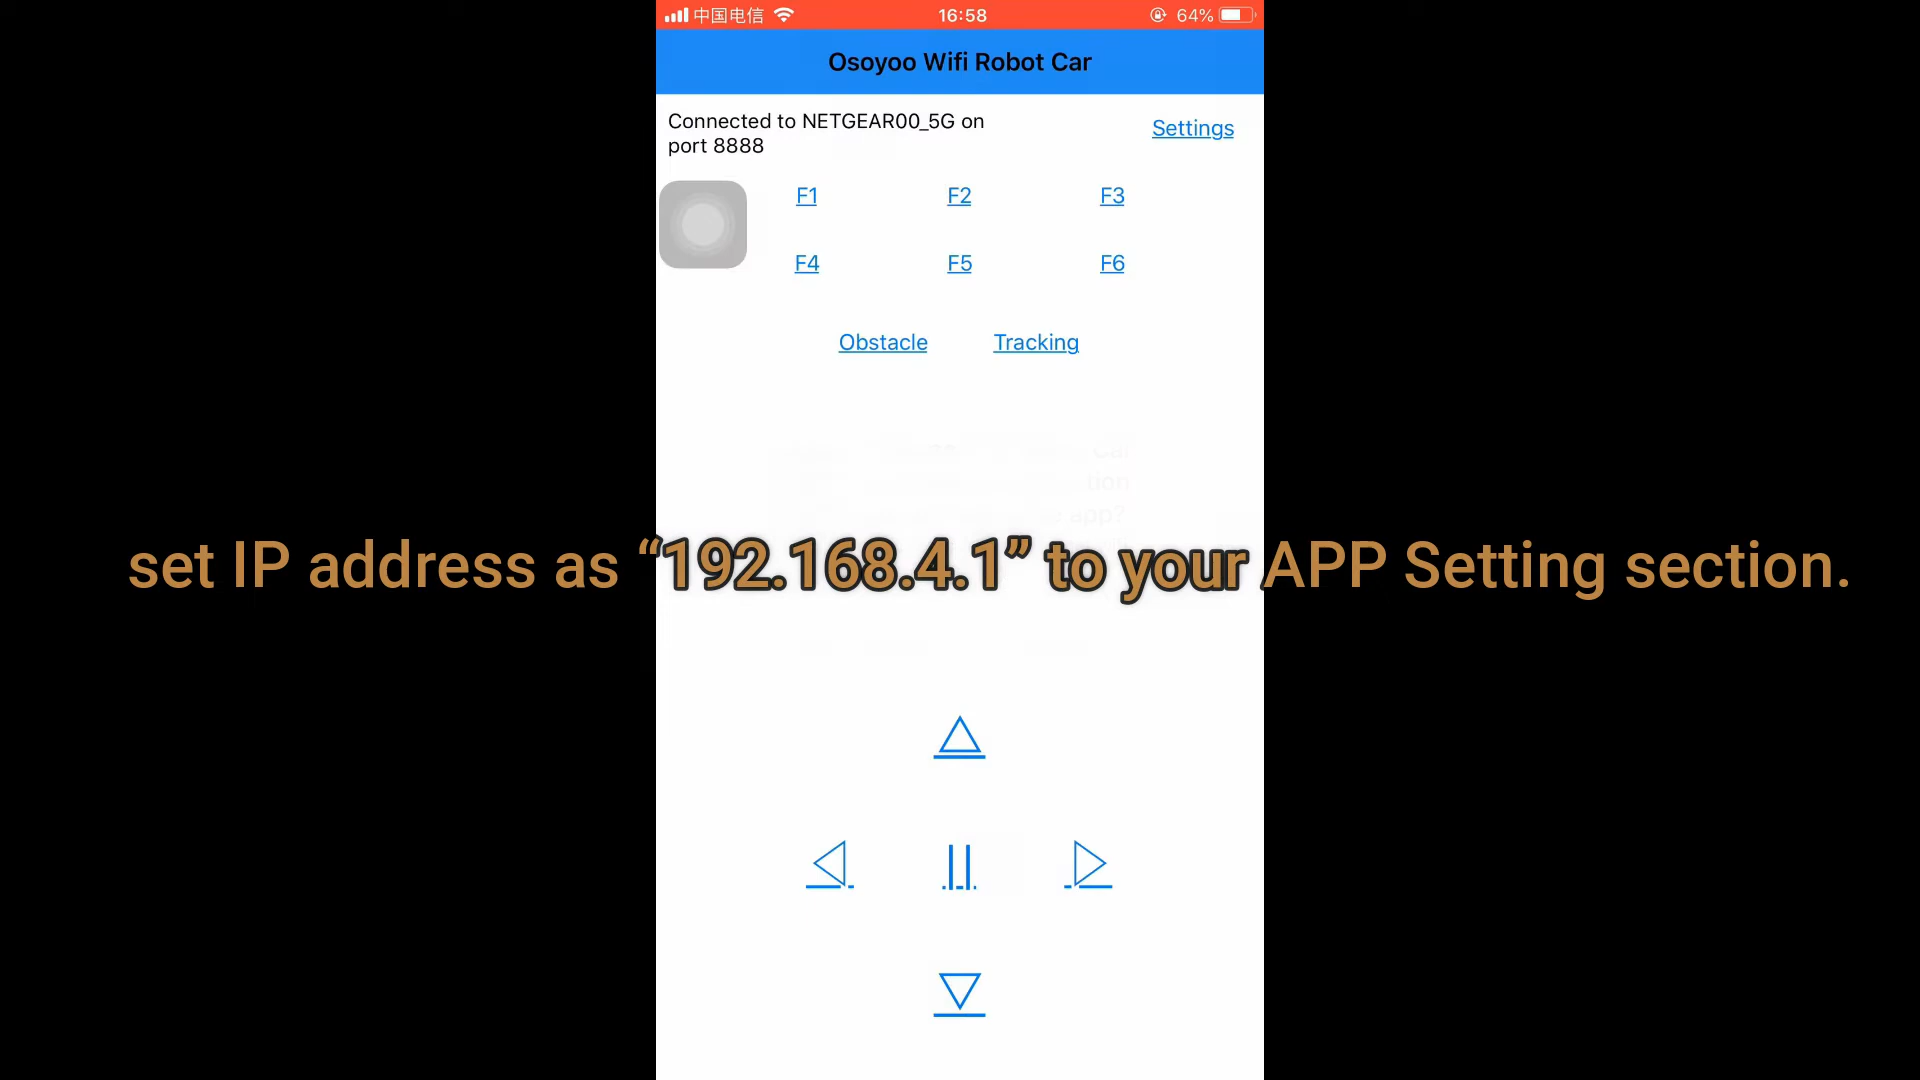 中国电信 16:58 64%
Osoyoo Wifi Robot Car
Connected to NETGEAR00_5G on
port 8888
Settings
F1 F2 F3
F4 F5 F6
Obstacle Tracking
app?
set IP address as “192.168.4.1” to your APP Setting section.